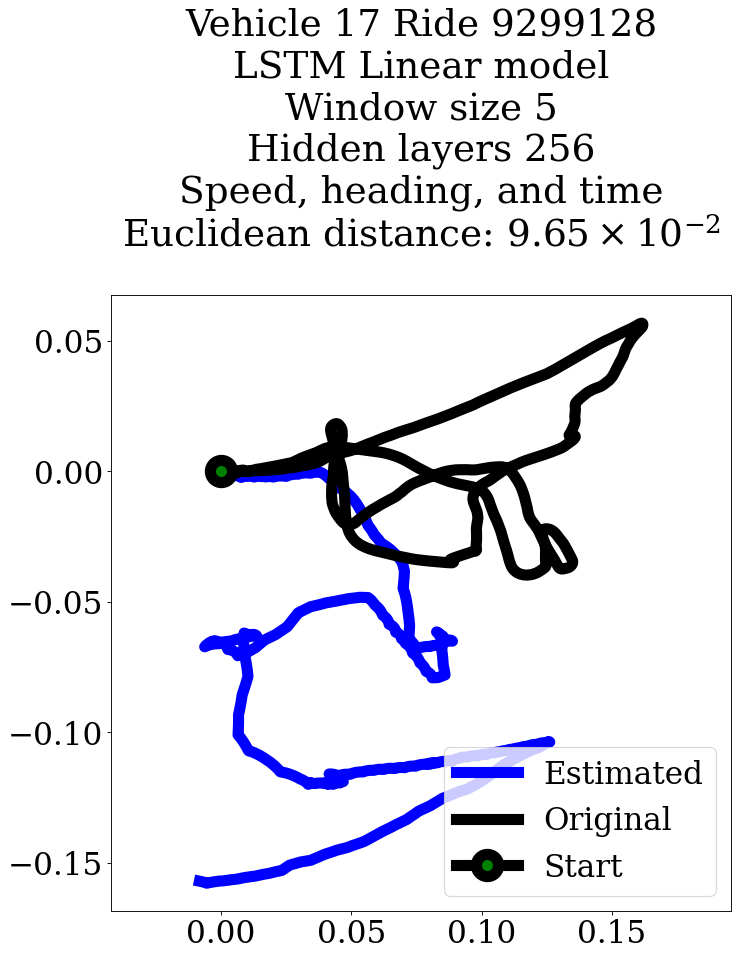 Vehicle 17 Ride 9299128
LSTM Linear model
Window size 5
Hidden layers 256
Speed, heading, and time
Euclidean distance: 9.65 × 10⁻²
0.05
0.00
−0.05
−0.10
−0.15
Estimated
Original
Start
0.00 0.05 0.10 0.15